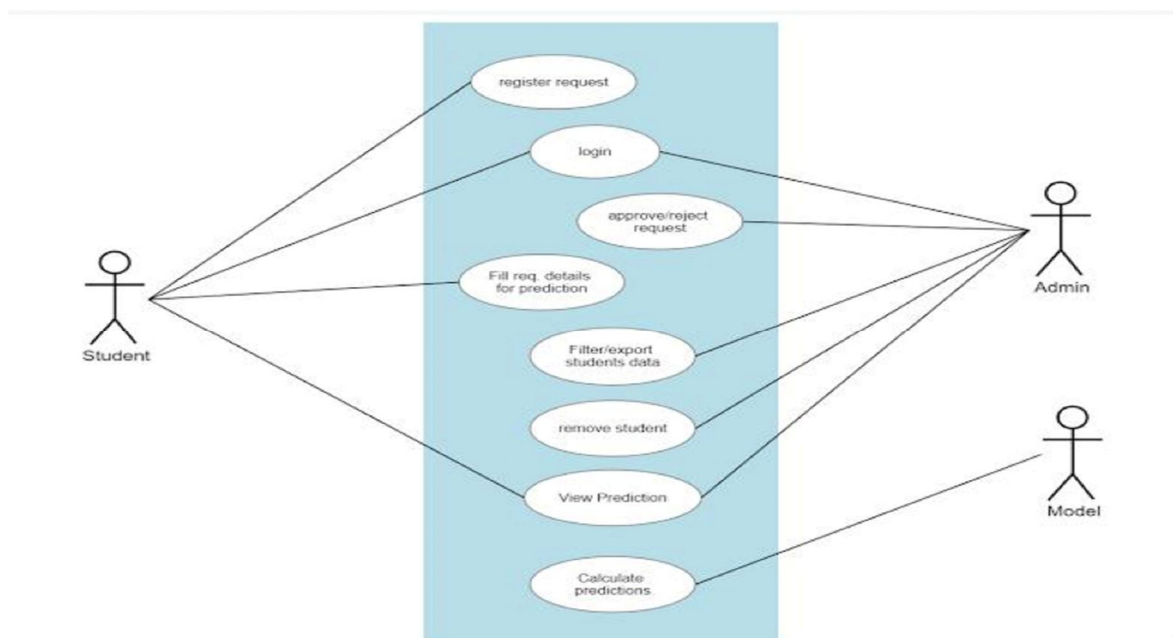 register request
login
approve/reject
request
Fill req. details
for prediction
Student
Admin
Filter/export
students data
remove student
View Prediction
Model
Calculate
predictions